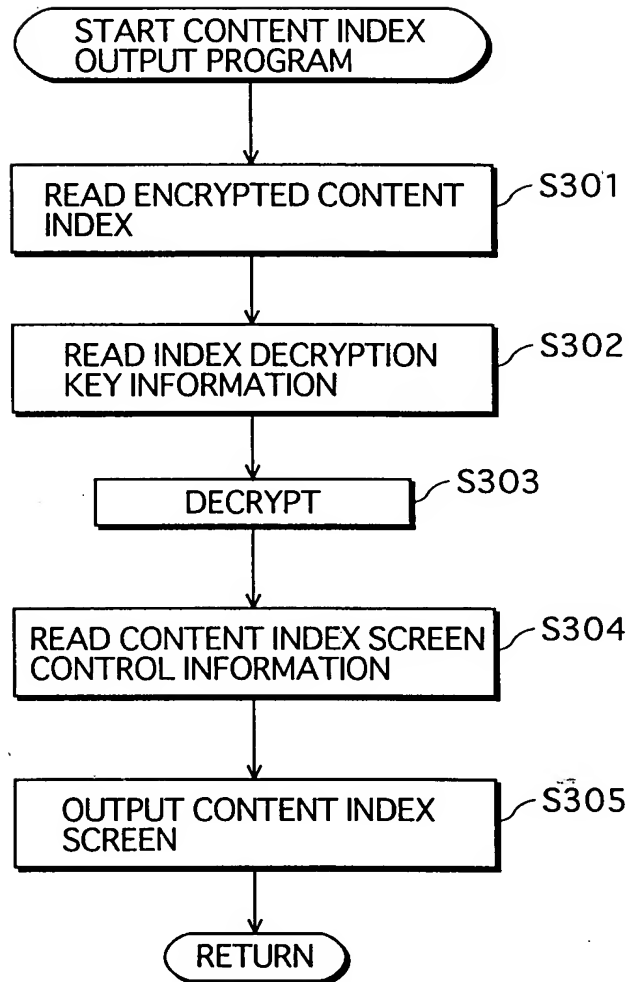 START CONTENT INDEX
OUTPUT PROGRAM
READ ENCRYPTED CONTENT
INDEX
S301
READ INDEX DECRYPTION
KEY INFORMATION
S302
DECRYPT
S303
READ CONTENT INDEX SCREEN
CONTROL INFORMATION
S304
OUTPUT CONTENT INDEX
SCREEN
S305
RETURN